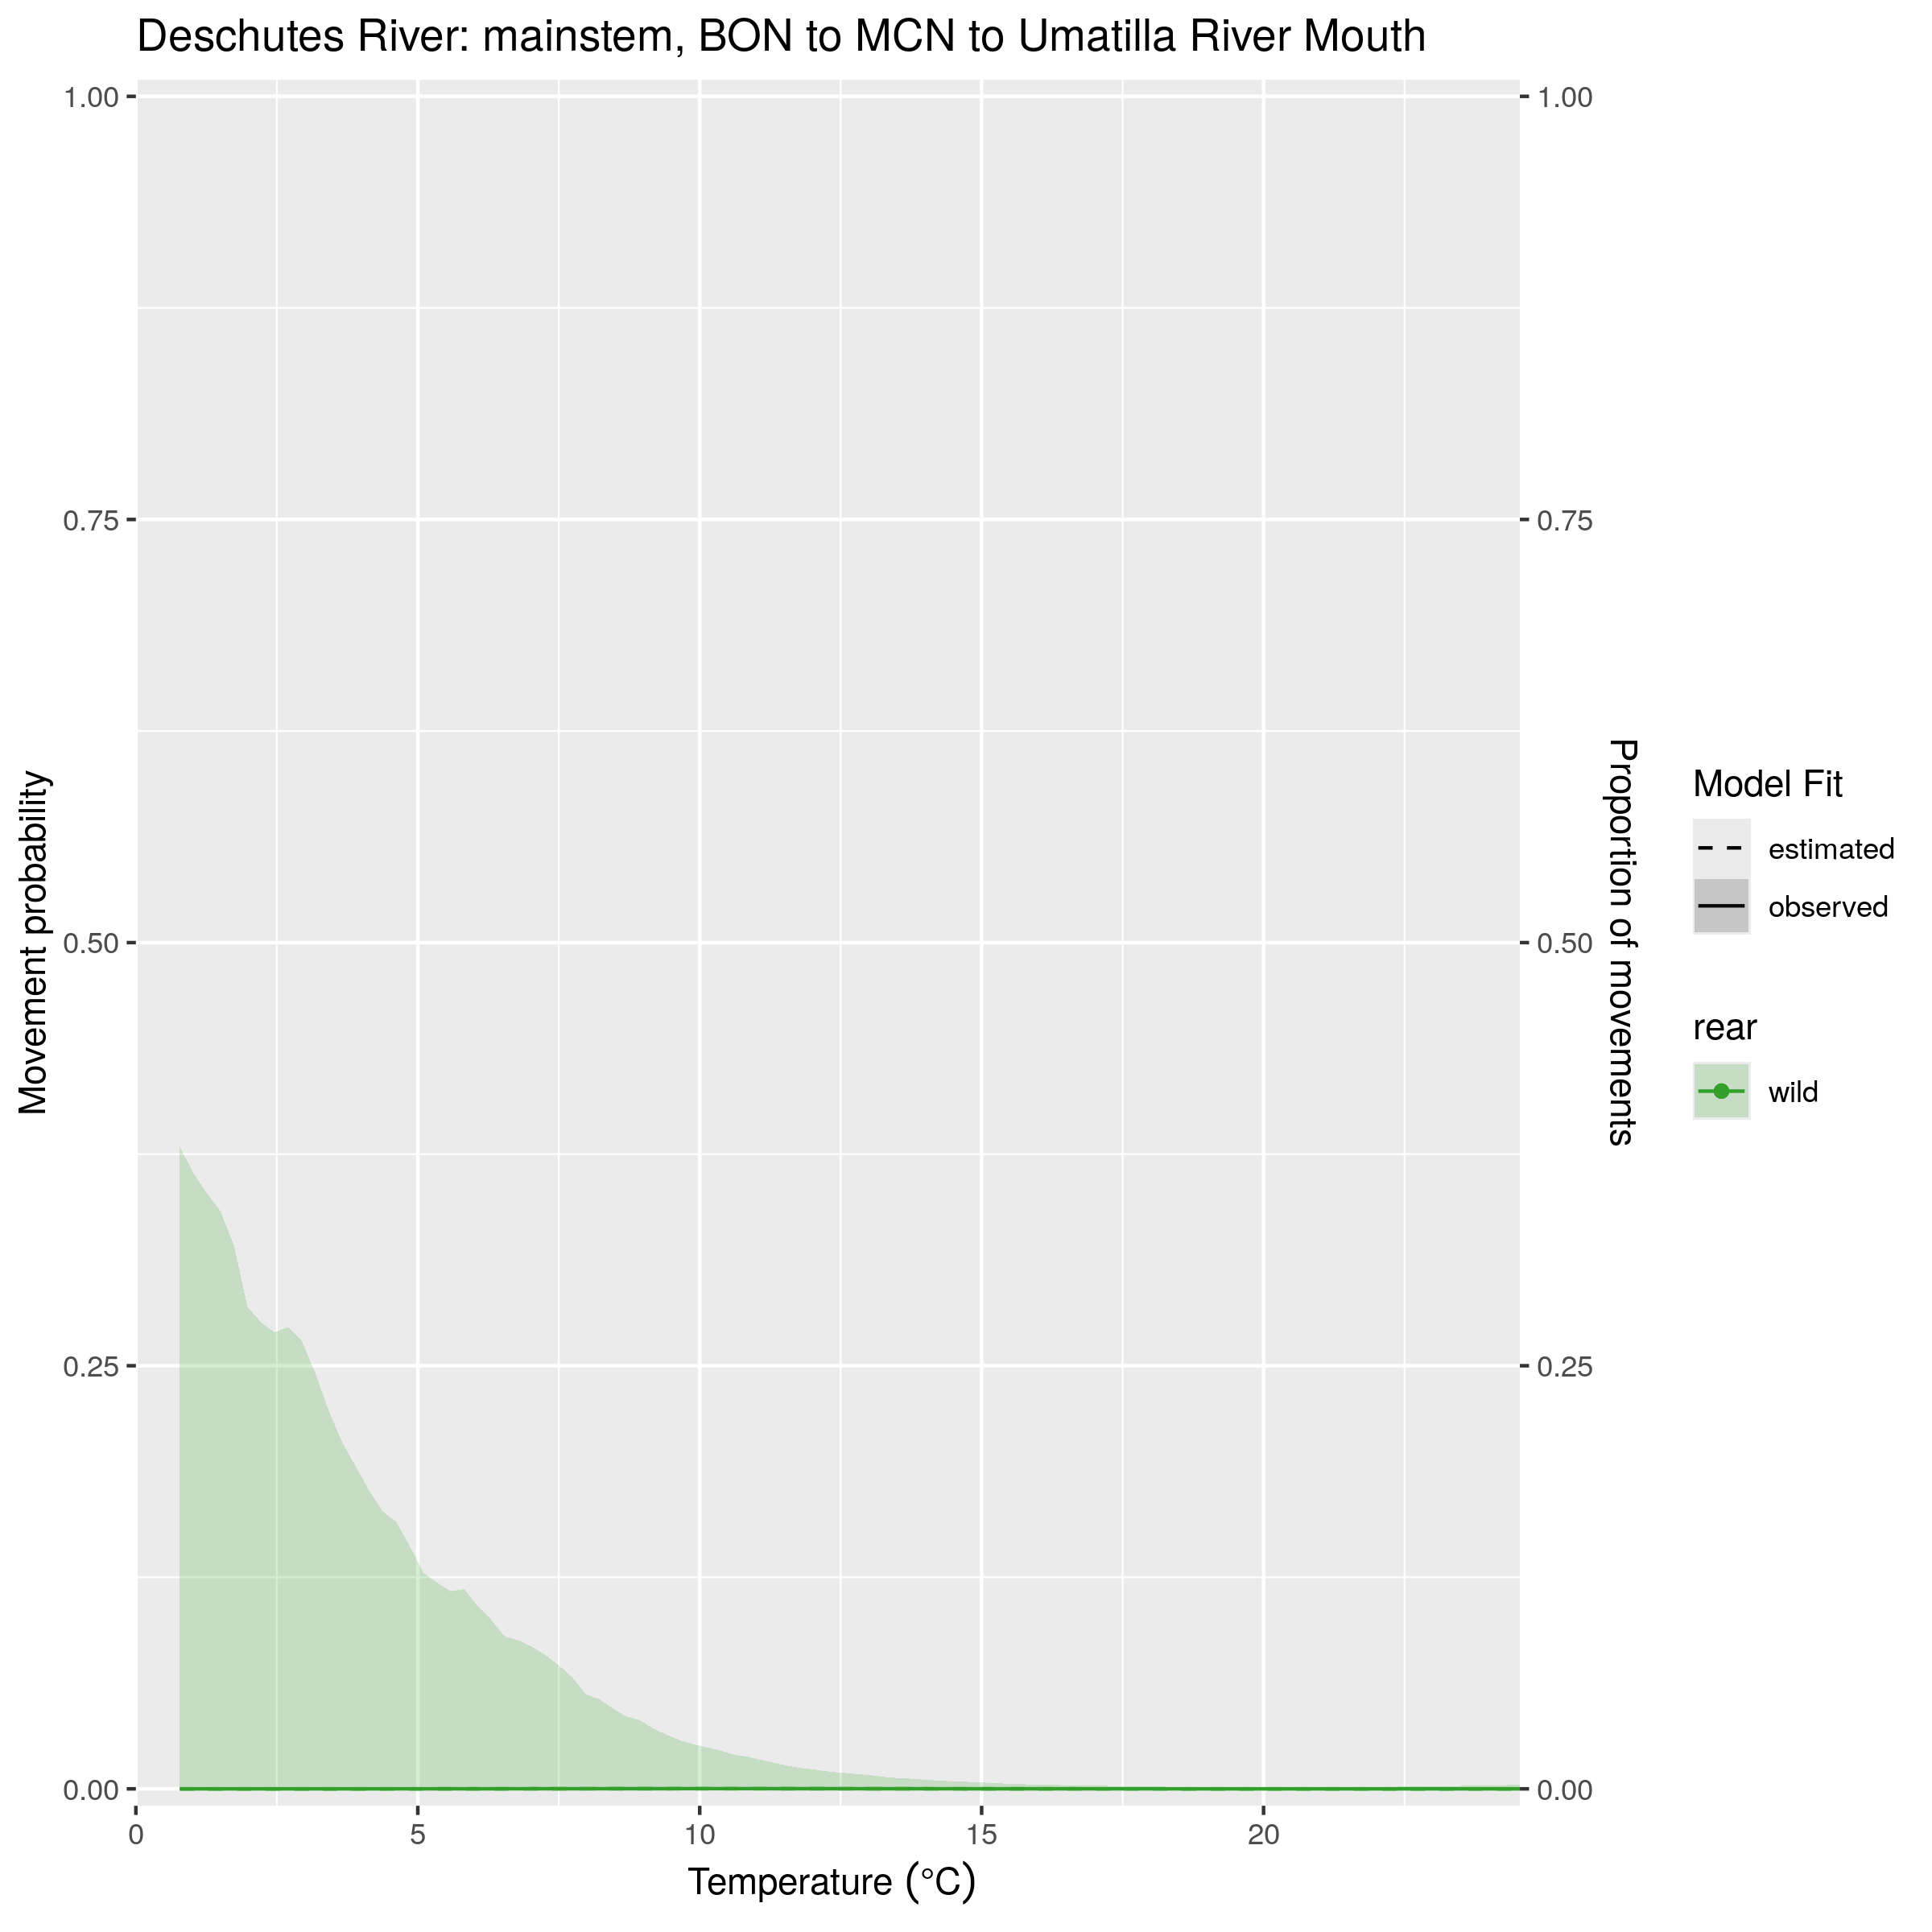 Deschutes River: mainstem, BON to MCN to Umatilla River Mouth
Movement probability
1.00
0.75
0.50
0.25
0.00
0
5
10
15
20
Temperature (°C)
1.00
0.75
0.50
0.25
0.00
Proportion of movements
Model Fit
estimated
observed
rear
wild